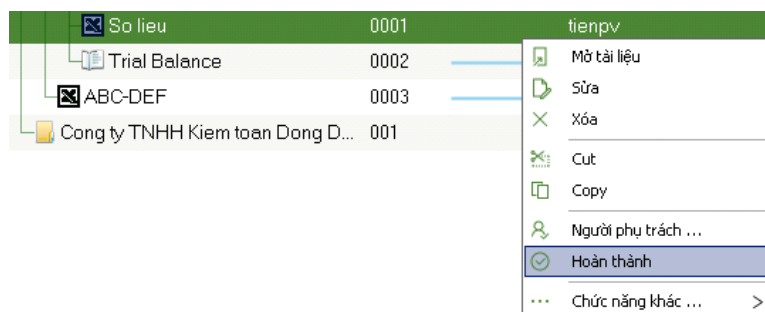 So lieu 0001 tienpv
Trial Balance 0002
ABC-DEF 0003
Cong ty TNHH Kiem toan Dong D... 001
Mở tài liệu
Sửa
Xóa
Cut
Copy
Người phụ trách ...
Hoàn thành
Chức năng khác ... >